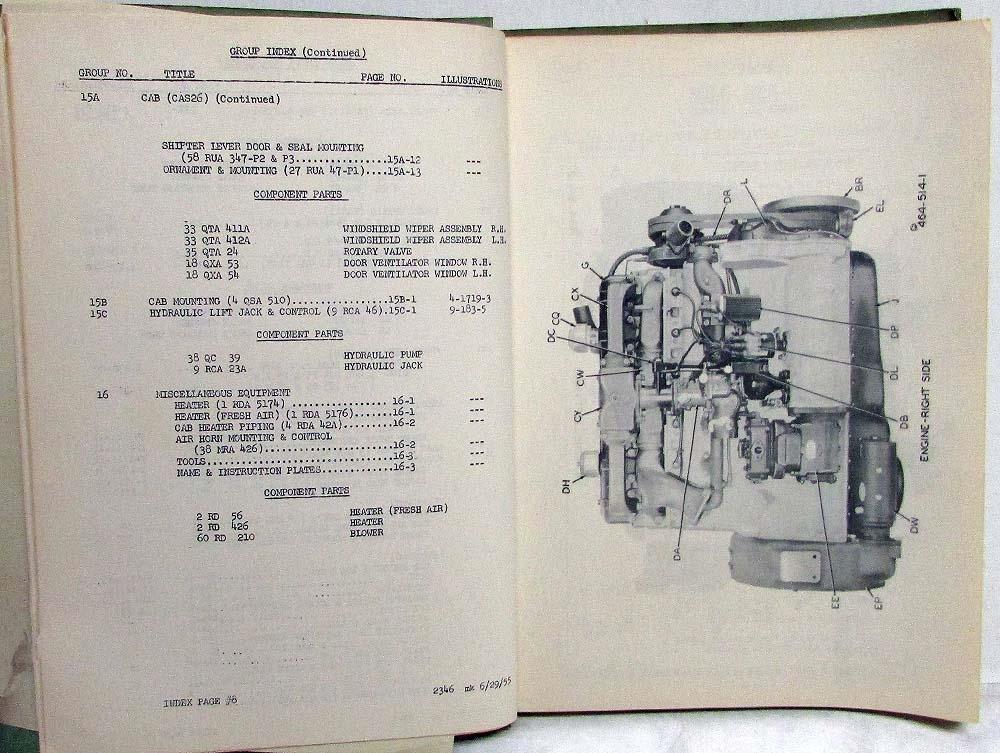 GROUP INDEX (Continued)
GROUP NO. TITLE PAGE NO. ILLUSTRATIONS
15A CAB (CAS26) (Continued)
SHIFTER LEVER DOOR & SEAL MOUNTING
(58 RUA 347-P2 & P3................15A-12 ---
ORNAMENT & MOUNTING (27 RUA 47-P1)....15A-13 ---
COMPONENT PARTS
33 QTA 411A WINDSHIELD WIPER ASSEMBLY R.H.
33 QTA 412A WINDSHIELD WIPER ASSEMBLY L.H.
35 QTA 24 ROTARY VALVE
18 QXA 53 DOOR VENTILATOR WINDOW R.H.
18 QXA 54 DOOR VENTILATOR WINDOW L.H.
15B CAB MOUNTING (4 QSA 510)................15B-1 4-1719-3
15C HYDRAULIC LIFT JACK & CONTROL (9 RCA 46).15C-1 9-183-5
COMPONENT PARTS
38 QC 39 HYDRAULIC PUMP
9 RCA 23A HYDRAULIC JACK
16 MISCELLANEOUS EQUIPMENT
HEATER (1 RDA 5174) ................. 16-1 ---
HEATER (FRESH AIR) (1 RDA 5176).......16-1 ---
CAB HEATER PIPING (4 RDA 42A).........16-2 ---
AIR HORN MOUNTING & CONTROL
(38 MRA 426)......................16-2 ---
TOOLS.................................16-3 ---
NAME & INSTRUCTION PLATES.............16-3 ---
COMPONENT PARTS
2 RD 56 HEATER (FRESH AIR)
2 RD 426 HEATER
60 RD 210 BLOWER
INDEX PAGE #8
2346 mk 6/29/55
464-514-1
ENGINE-RIGHT SIDE
BR
EL
L
DR
G
CX
CQ
DC
CW
CY
DH
DA
J
DP
DL
DB
DW
EE
EP